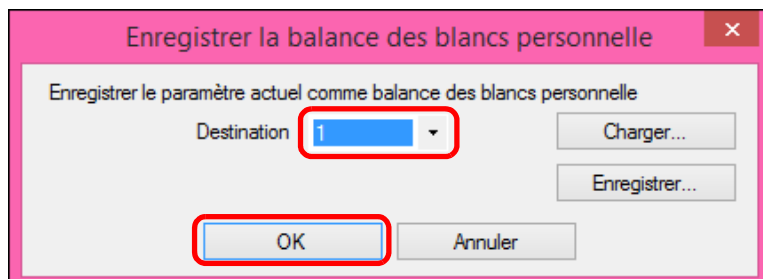 Enregistrer la balance des blancs personnelle
Enregistrer le paramètre actuel comme balance des blancs personnelle
Destination 1 Charger...
Enregistrer...
OK Annuler